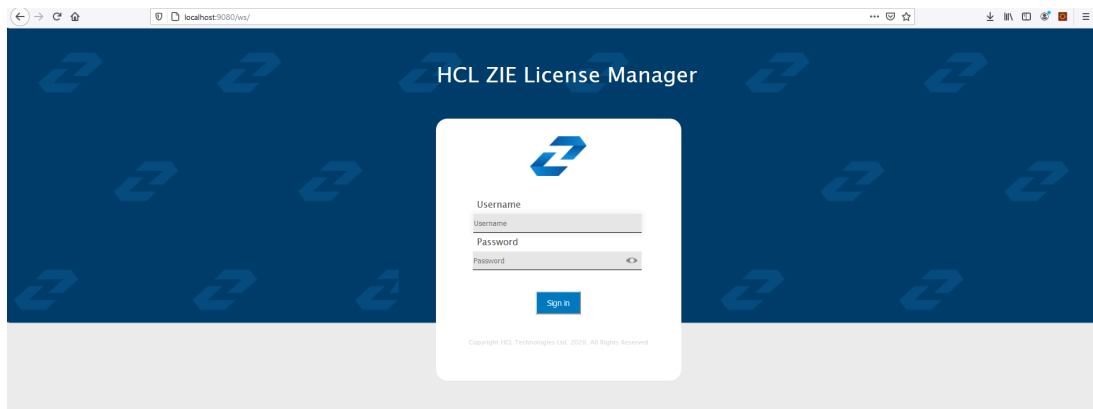 localhost:9080/ws/
HCL ZIE License Manager
Username
Username
Password
Password
Sign in
Copyright HCL Technologies Ltd. 2020. All Rights Reserved